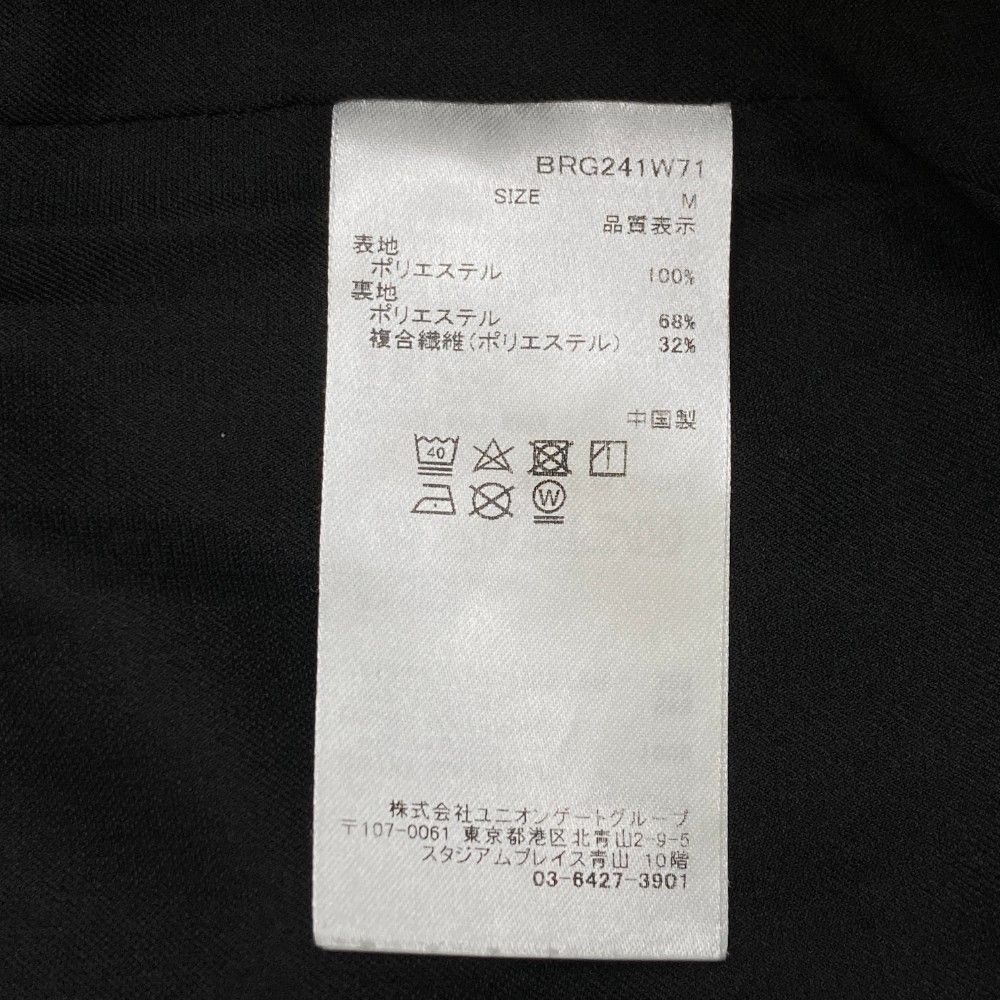 BRG241W71
SIZE M
品質表示
表地
ポリエステル 100%
裏地
ポリエステル 68%
複合繊維(ポリエステル) 32%
中国製
40
W
株式会社ユニオンゲートグループ
〒107-0061 東京都港区北青山2-9-5
スタジアムプレイス青山 10階
03-6427-3901